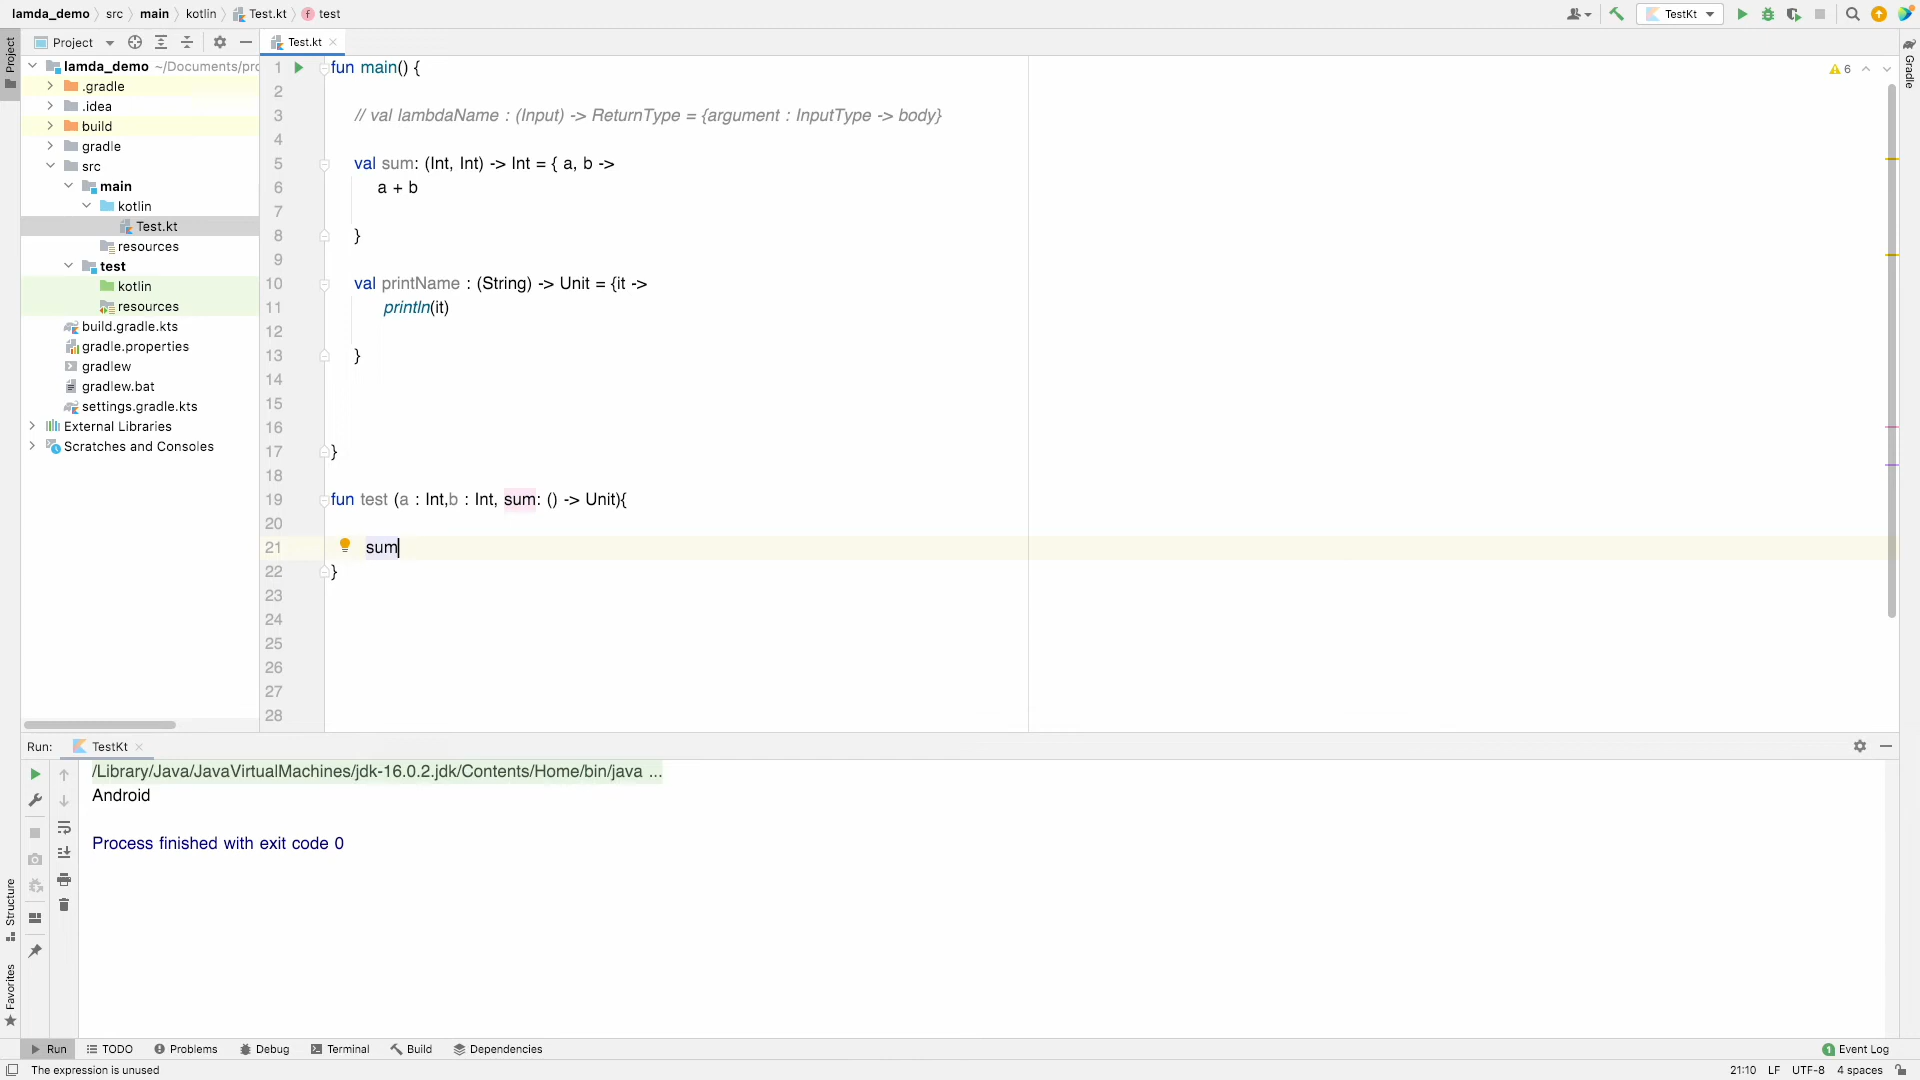 lamda_demo src main kotlin Test.kt test
TestKt
Project
Test.kt
Project
Gradle
lamda_demo ~/Documents/pro
.gradle
.idea
build
gradle
src
main
kotlin
Test.kt
resources
test
kotlin
resources
build.gradle.kts
gradle.properties
gradlew
gradlew.bat
settings.gradle.kts
External Libraries
Scratches and Consoles
6
1 fun main() {
2
3 // val lambdaName : (Input) -> ReturnType = {argument : InputType -> body}
4
5 val sum: (Int, Int) -> Int = { a, b ->
6 a + b
7
8 }
9
10 val printName : (String) -> Unit = {it ->
11 println(it)
12
13 }
14
15
16
17 }
18
19 fun test (a : Int,b : Int, sum: () -> Unit){
20
21 sum
22 }
23
24
25
26
27
28
Run: TestKt
/Library/Java/JavaVirtualMachines/jdk-16.0.2.jdk/Contents/Home/bin/java ...
Android
Process finished with exit code 0
Structure
Favorites
Run TODO Problems Debug Terminal Build Dependencies
1 Event Log
The expression is unused
21:10 LF UTF-8 4 spaces